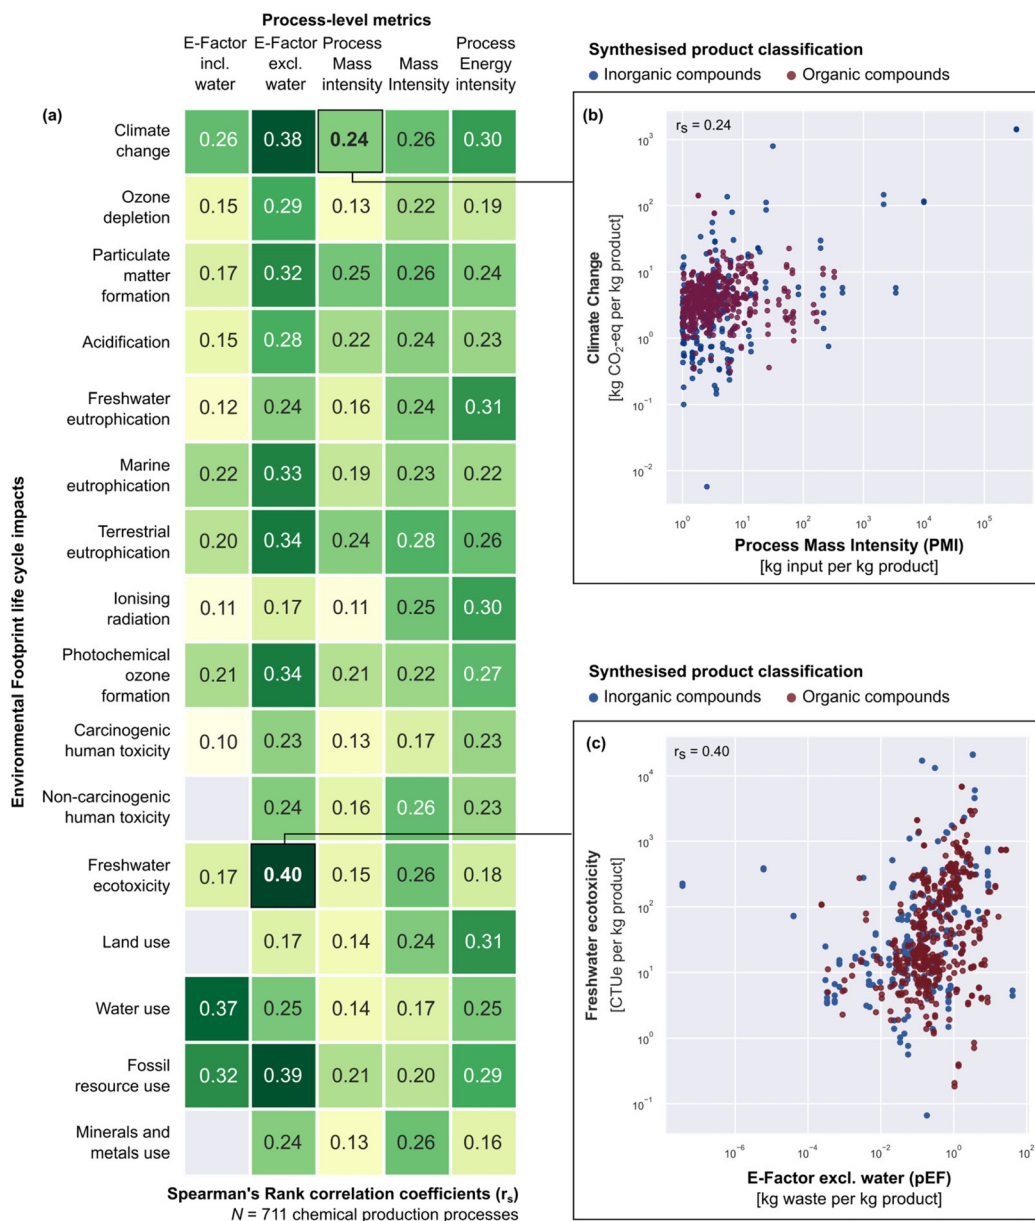 Process-level metrics
E-Factor incl. water
E-Factor excl. water
Process Mass intensity
Mass Intensity
Process Energy intensity
(a)
Environmental Footprint life cycle impacts
Climate change
0.26 0.38 0.24 0.26 0.30
Ozone depletion
0.15 0.29 0.13 0.22 0.19
Particulate matter formation
0.17 0.32 0.25 0.26 0.24
Acidification
0.15 0.28 0.22 0.24 0.23
Freshwater eutrophication
0.12 0.24 0.16 0.24 0.31
Marine eutrophication
0.22 0.33 0.19 0.23 0.22
Terrestrial eutrophication
0.20 0.34 0.24 0.28 0.26
Ionising radiation
0.11 0.17 0.11 0.25 0.30
Photochemical ozone formation
0.21 0.34 0.21 0.22 0.27
Carcinogenic human toxicity
0.10 0.23 0.13 0.17 0.23
Non-carcinogenic human toxicity
0.24 0.16 0.26 0.23
Freshwater ecotoxicity
0.17 0.40 0.15 0.26 0.18
Land use
0.17 0.14 0.24 0.31
Water use
0.37 0.25 0.14 0.17 0.25
Fossil resource use
0.32 0.39 0.21 0.20 0.29
Minerals and metals use
0.24 0.13 0.26 0.16
Spearman's Rank correlation coefficients (rₛ)
N = 711 chemical production processes
Synthesised product classification
Inorganic compounds Organic compounds
(b)
rₛ = 0.24
Climate Change
[kg CO₂-eq per kg product]
10³
10²
10¹
10⁰
10⁻¹
10⁻²
10⁰ 10¹ 10² 10³ 10⁴ 10⁵
Process Mass Intensity (PMI)
[kg input per kg product]
Synthesised product classification
Inorganic compounds Organic compounds
(c)
rₛ = 0.40
Freshwater ecotoxicity
[CTUe per kg product]
10⁴
10³
10²
10¹
10⁰
10⁻¹
10⁻⁶ 10⁻⁴ 10⁻² 10⁰ 10²
E-Factor excl. water (pEF)
[kg waste per kg product]